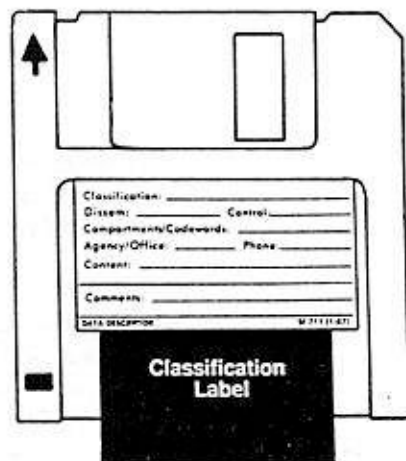 Classification:
Dissem: Control
Compartments/Codewords:
Agency/Office: Phone
Content:
Comments:
DATA DESCRIPTOR
Classification
Label